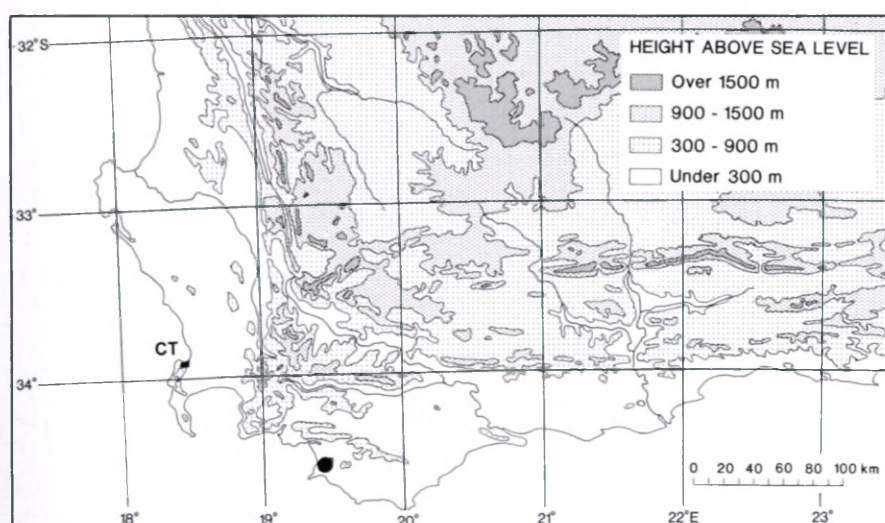 32°S
33°
34°
CT
HEIGHT ABOVE SEA LEVEL
Over 1500 m
900 - 1500 m
300 - 900 m
Under 300 m
0 20 40 60 80 100 km
18° 19° 20° 21° 22°E 23°